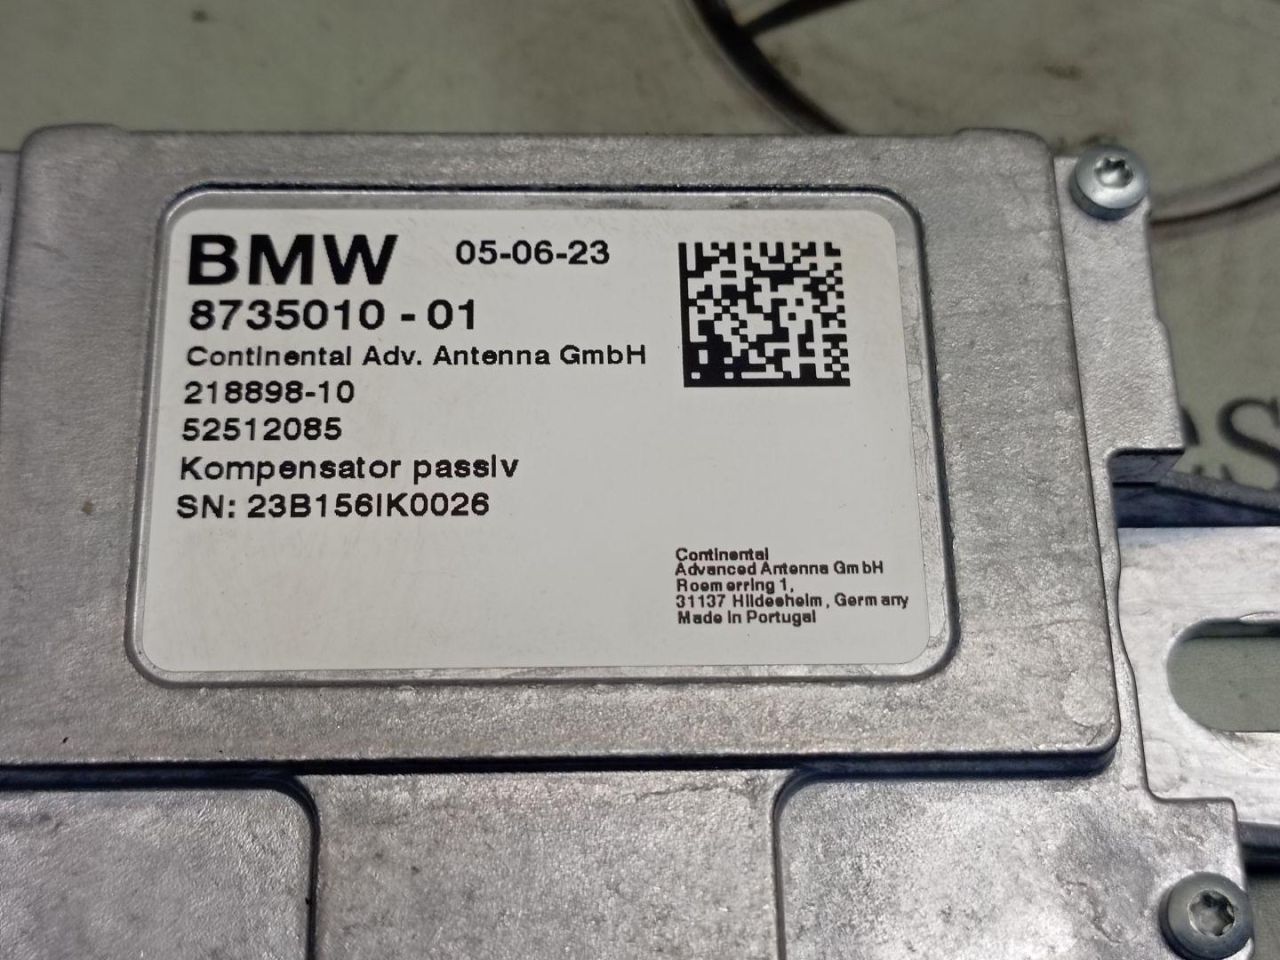 BMW 05-06-23
8735010 - 01
Continental Adv. Antenna GmbH
218898-10
52512085
Kompensator passiv
SN: 23B156IK0026
Continental
Advanced Antenna GmbH
Roemerring 1,
31137 Hildesheim, Germany
Made in Portugal